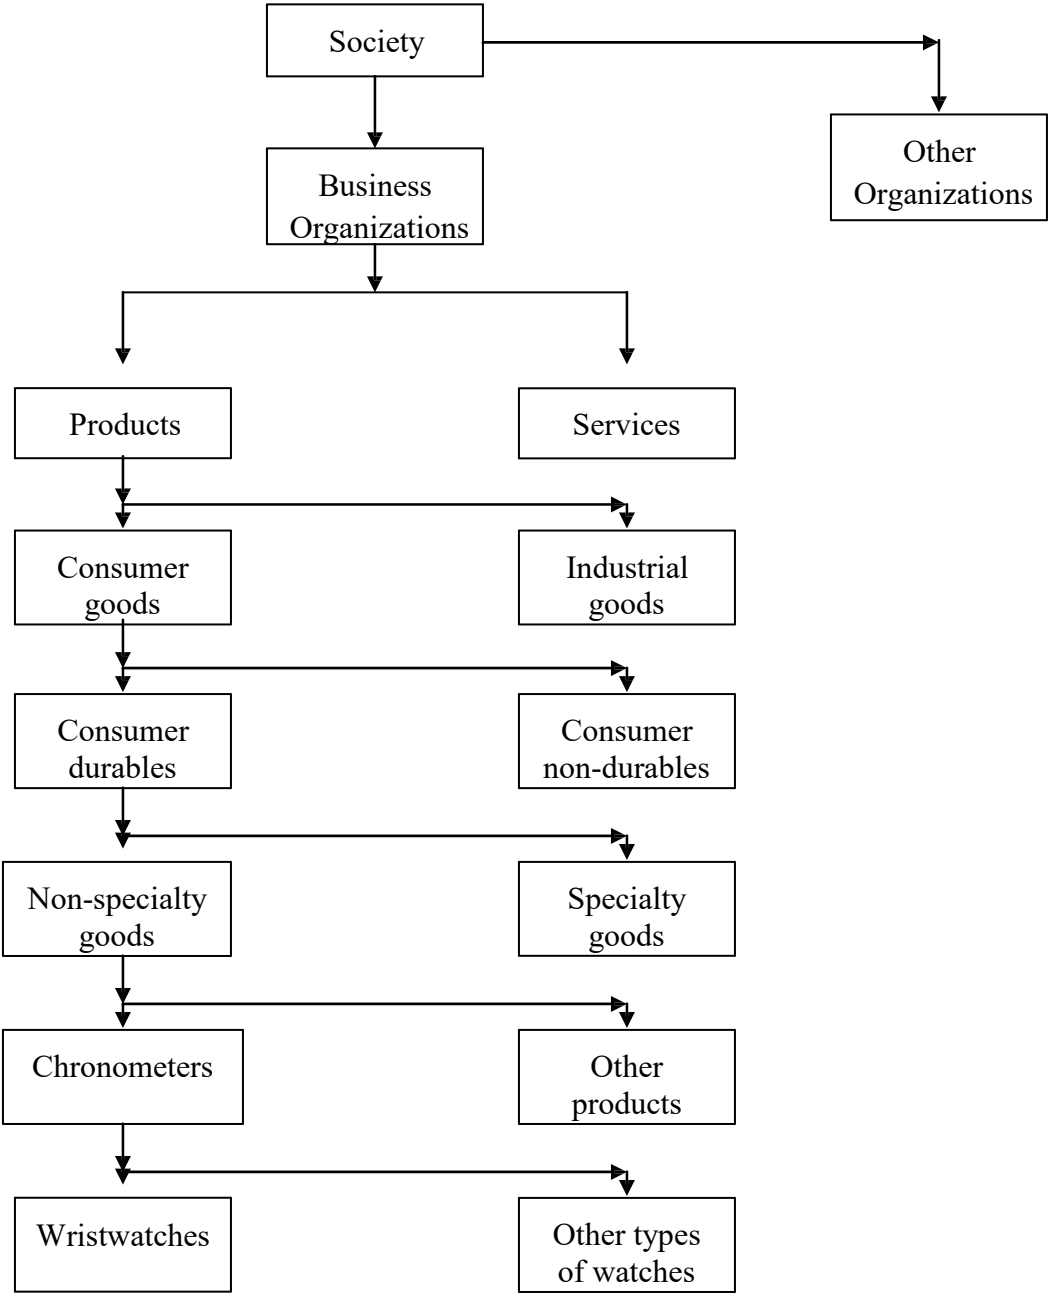 Society
Other
Organizations
Business
Organizations
Products
Services
Consumer
goods
Industrial
goods
Consumer
durables
Consumer
non-durables
Non-specialty
goods
Specialty
goods
Chronometers
Other
products
Wristwatches
Other types
of watches